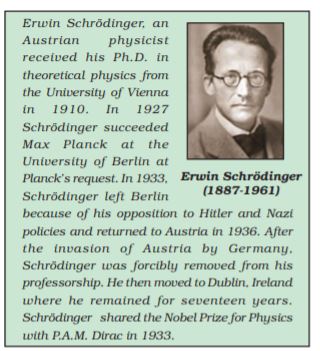 Erwin Schrödinger, an
Austrian physicist
received his Ph.D. in
theoretical physics from
the University of Vienna
in 1910. In 1927
Schrödinger succeeded
Max Planck at the
University of Berlin at
Planck's request. In 1933,
Schrödinger left Berlin
Erwin Schrödinger
(1887-1961)
because of his opposition to Hitler and Nazi
policies and returned to Austria in 1936. After
the invasion of Austria by Germany,
Schrödinger was forcibly removed from his
professorship. He then moved to Dublin, Ireland
where he remained for seventeen years.
Schrödinger shared the Nobel Prize for Physics
with P.A.M. Dirac in 1933.